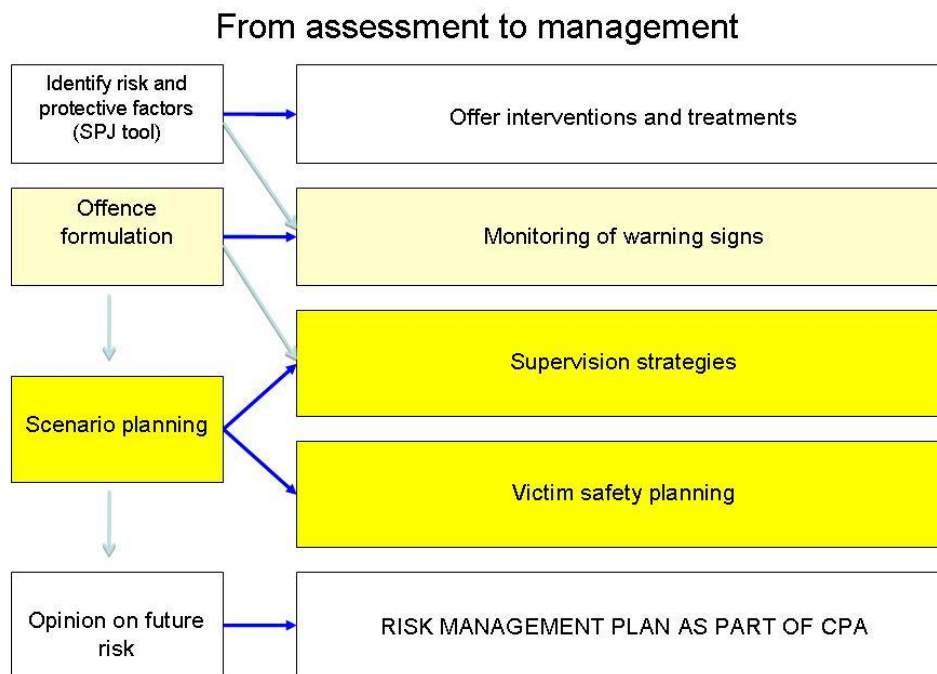 From assessment to management
Identify risk and
protective factors
(SPJ tool)
Offer interventions and treatments
Offence
formulation
Monitoring of warning signs
Supervision strategies
Scenario planning
Victim safety planning
Opinion on future
risk
RISK MANAGEMENT PLAN AS PART OF CPA